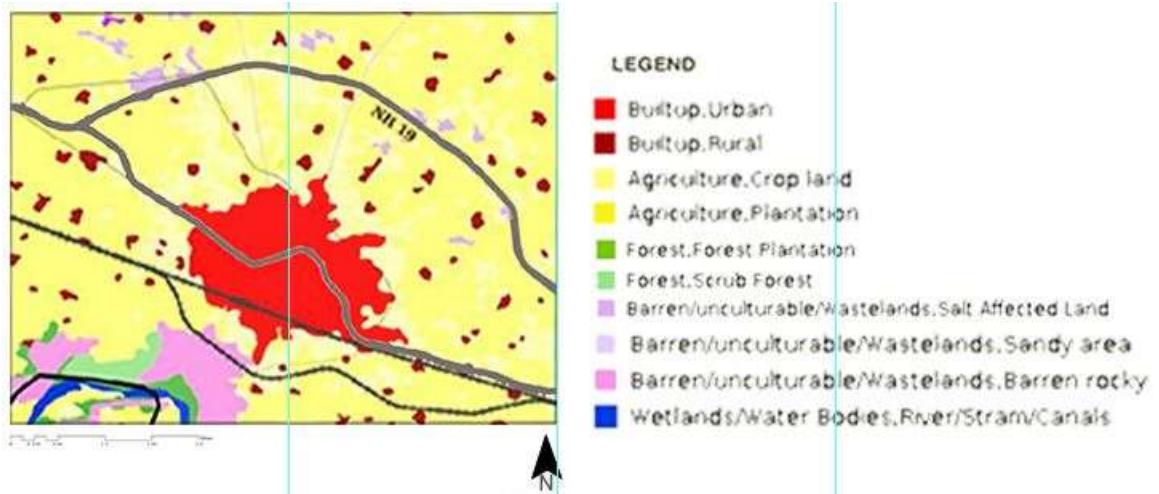 NH 19
N
LEGEND
Builtup,Urban
Builtup,Rural
Agriculture,Crop land
Agriculture,Plantation
Forest,Forest Plantation
Forest,Scrub Forest
Barren/unculturable/Wastelands,Salt Affected Land
Barren/unculturable/Wastelands,Sandy area
Barren/unculturable/Wastelands,Barren rocky
Wetlands/Water Bodies,River/Stram/Canals